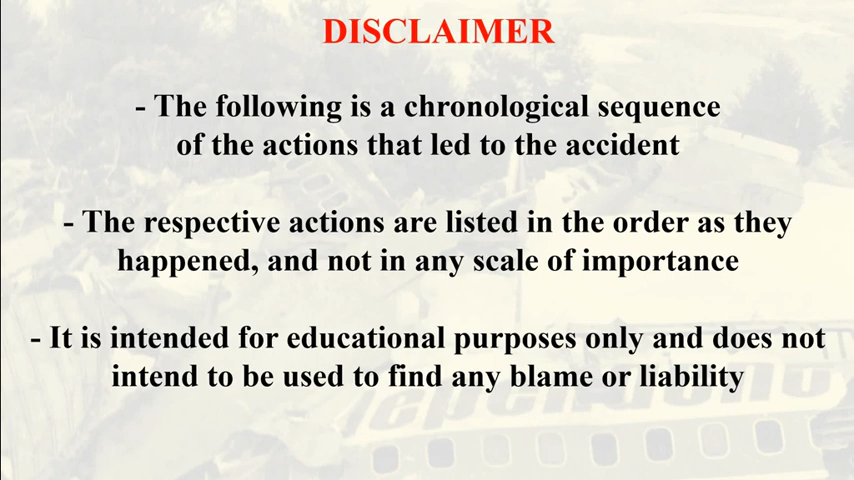 DISCLAIMER
- The following is a chronological sequence
of the actions that led to the accident
- The respective actions are listed in the order as they
happened, and not in any scale of importance
- It is intended for educational purposes only and does not
intend to be used to find any blame or liability